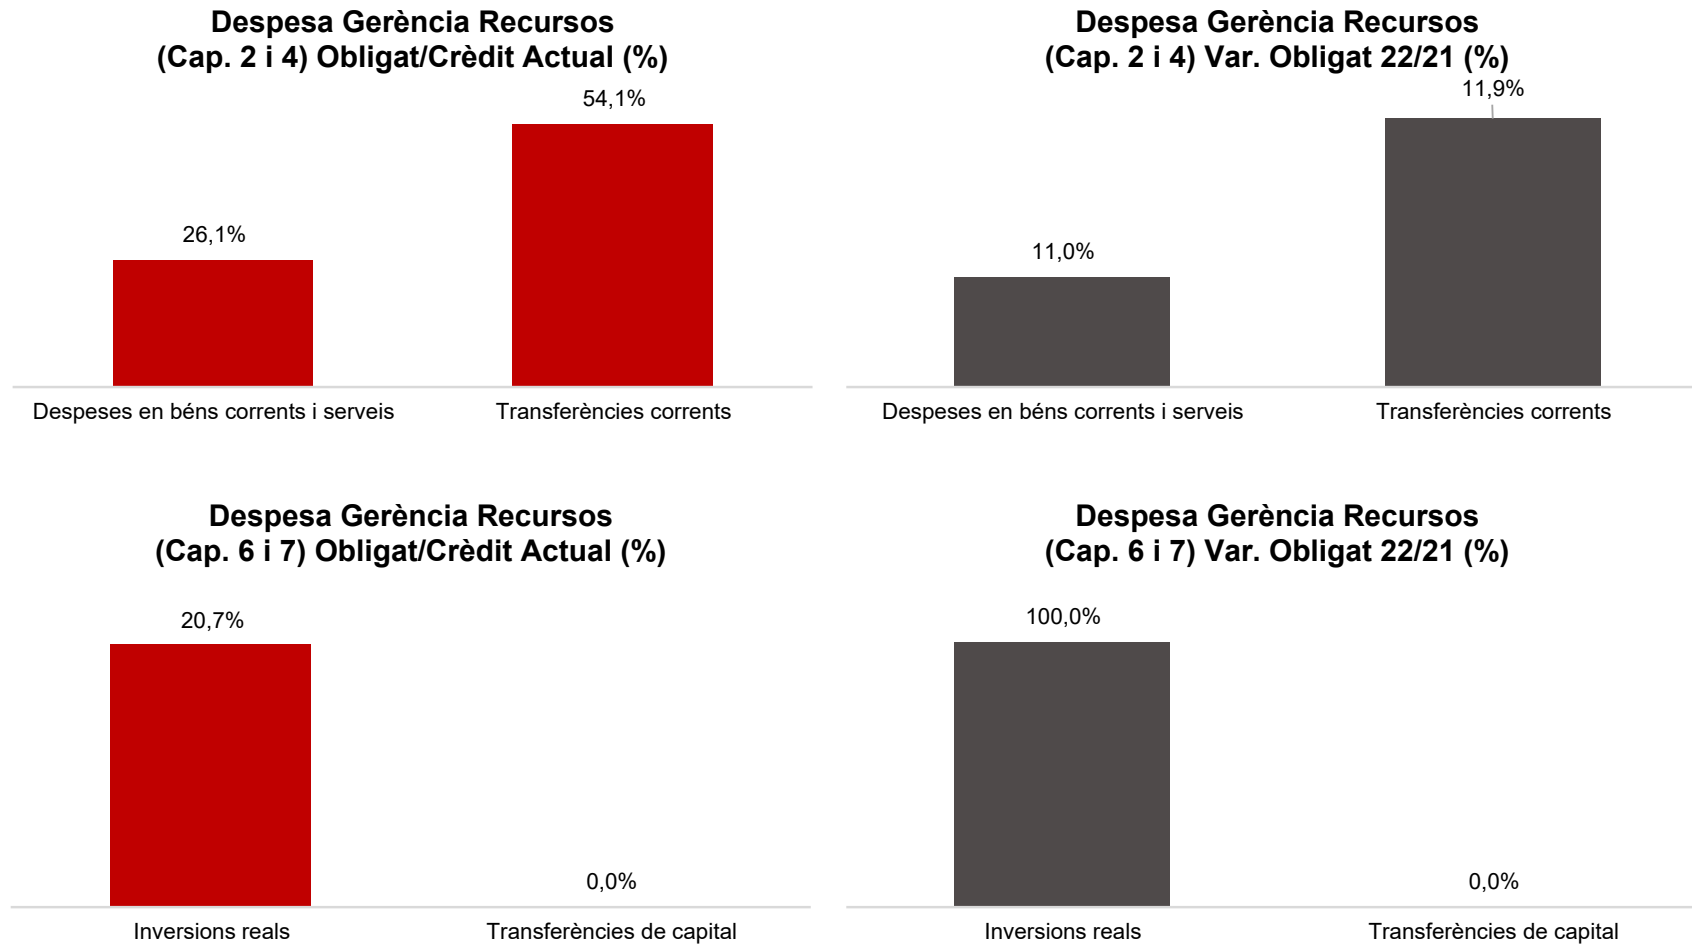 Despesa Gerència Recursos
(Cap. 2 i 4) Obligat/Crèdit Actual (%)
54,1%
26,1%
Despeses en béns corrents i serveis
Transferències corrents
Despesa Gerència Recursos
(Cap. 2 i 4) Var. Obligat 22/21 (%)
11,9%
11,0%
Despeses en béns corrents i serveis
Transferències corrents
Despesa Gerència Recursos
(Cap. 6 i 7) Obligat/Crèdit Actual (%)
20,7%
0,0%
Inversions reals
Transferències de capital
Despesa Gerència Recursos
(Cap. 6 i 7) Var. Obligat 22/21 (%)
100,0%
0,0%
Inversions reals
Transferències de capital